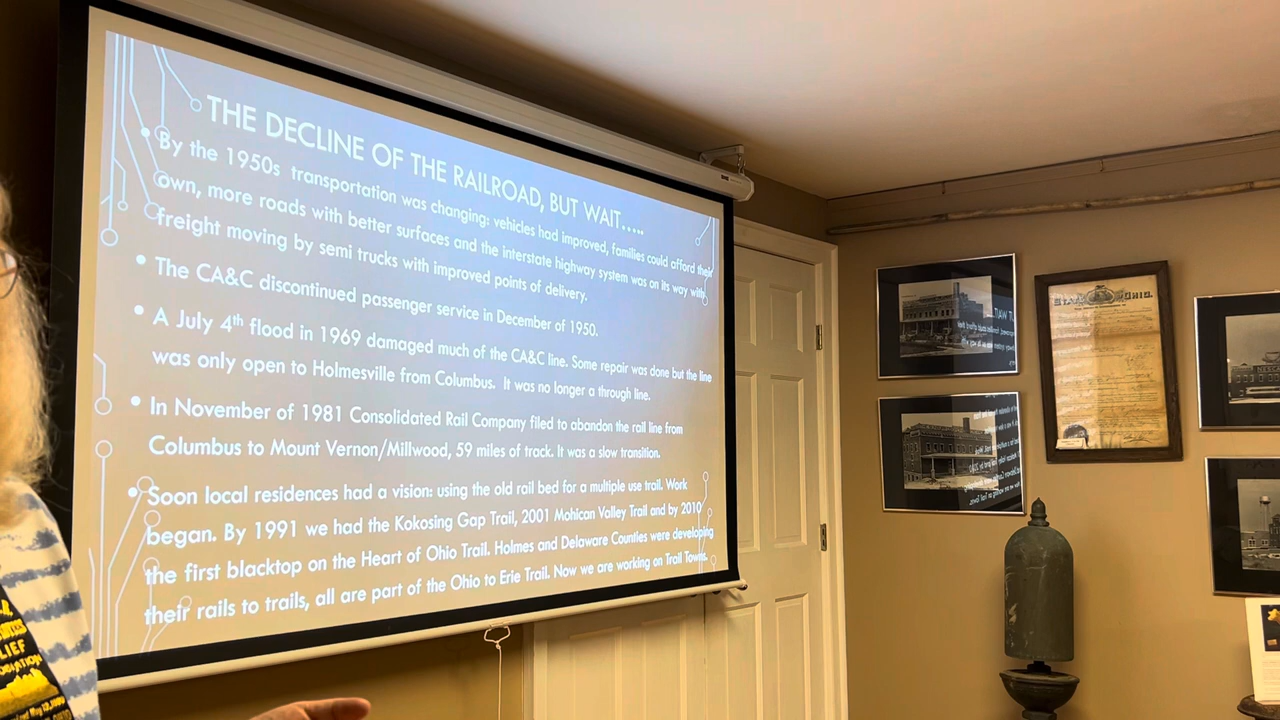 THE DECLINE OF THE RAILROAD, BUT WAIT.....
• By the 1950s transportation was changing: vehicles had improved, families could afford their
own, more roads with better surfaces and the interstate highway system was on its way with
freight moving by semi trucks with improved points of delivery.
• The CA&C discontinued passenger service in December of 1950.
• A July 4th flood in 1969 damaged much of the CA&C line. Some repair was done but the line
was only open to Holmesville from Columbus. It was no longer a through line.
• In November of 1981 Consolidated Rail Company filed to abandon the rail line from
Columbus to Mount Vernon/Millwood, 59 miles of track. It was a slow transition.
• Soon local residences had a vision: using the old rail bed for a multiple use trail. Work
began. By 1991 we had the Kokosing Gap Trail, 2001 Mohican Valley Trail and by 2010
the first blacktop on the Heart of Ohio Trail. Holmes and Delaware Counties were developing
their rails to trails, all are part of the Ohio to Erie Trail. Now we are working on Trail Towns.
STATE OF OHIO.